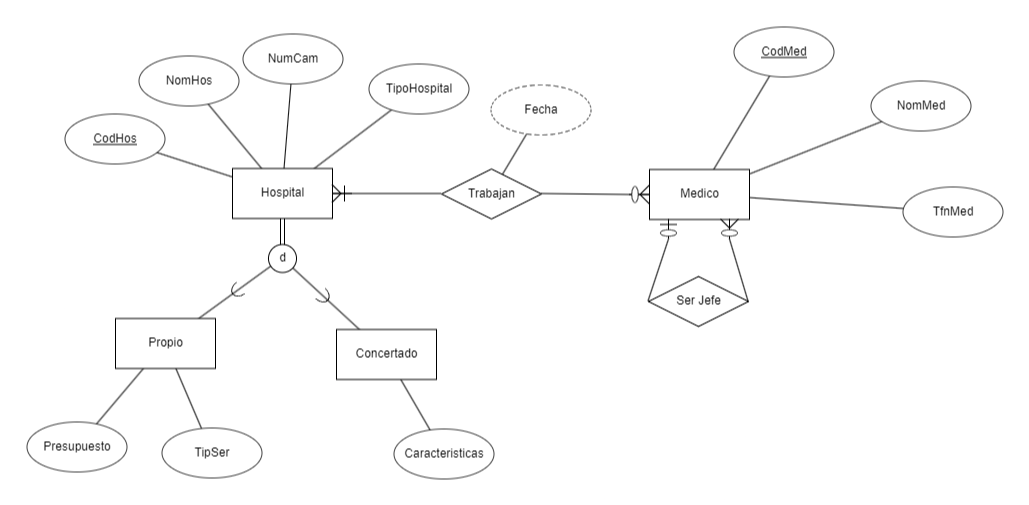 CodMed
NumCam
NomHos
TipoHospital
Fecha
NomMed
CodHos
Hospital
Trabajan
Medico
TfnMed
d
Ser Jefe
Propio
Concertado
Presupuesto
TipSer
Caracteristicas